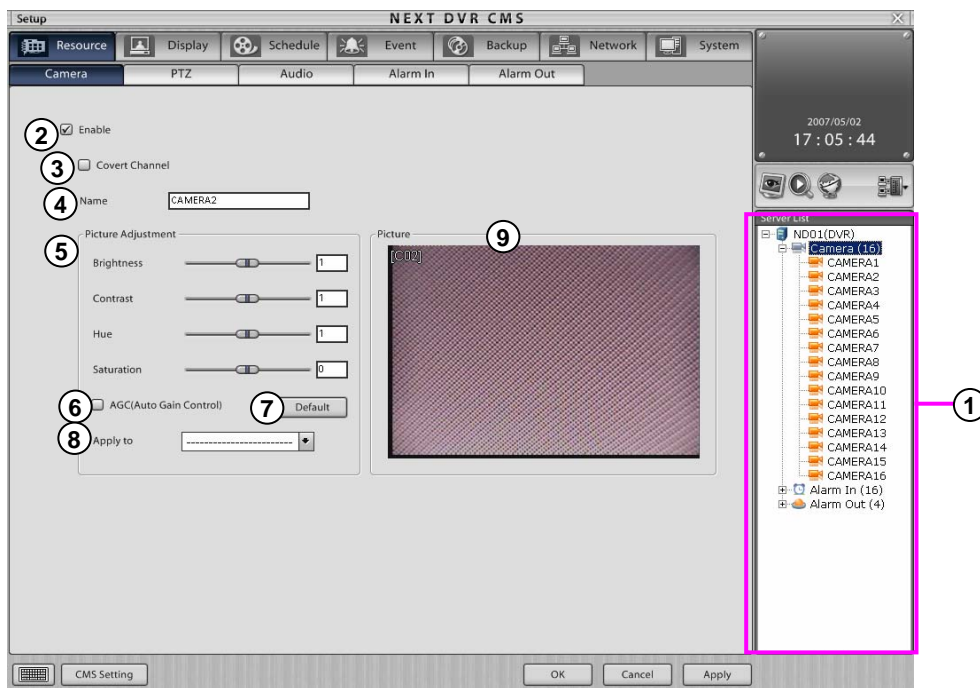 Setup NEXT DVR CMS
Resource Display Schedule Event Backup Network System
Camera PTZ Audio Alarm In Alarm Out
2007/05/02
17 : 05 : 44
2 Enable
3 Covert Channel
4 Name CAMERA2
5 Picture Adjustment
Brightness 1
Contrast 1
Hue 1
Saturation 0
6 AGC(Auto Gain Control) 7 Default
8 Apply to ------------------------
Picture 9
[C02]
Server List
ND01(DVR)
Camera (16)
CAMERA1
CAMERA2
CAMERA3
CAMERA4
CAMERA5
CAMERA6
CAMERA7
CAMERA8
CAMERA9
CAMERA10
CAMERA11
CAMERA12
CAMERA13
CAMERA14
CAMERA15
CAMERA16
Alarm In (16)
Alarm Out (4)
1
CMS Setting OK Cancel Apply